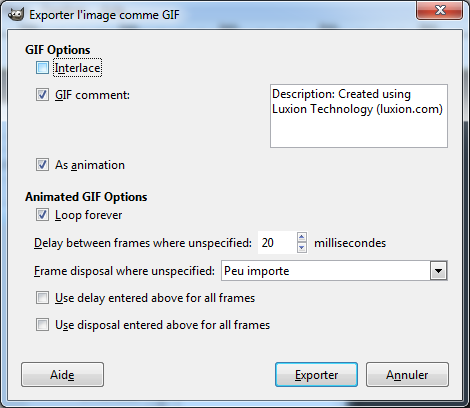 Exporter l'image comme GIF
GIF Options
Interlace
GIF comment:
Description: Created using
Luxion Technology (luxion.com)
As animation
Animated GIF Options
Loop forever
Delay between frames where unspecified: 20 millisecondes
Frame disposal where unspecified: Peu importe
Use delay entered above for all frames
Use disposal entered above for all frames
Aide Exporter Annuler